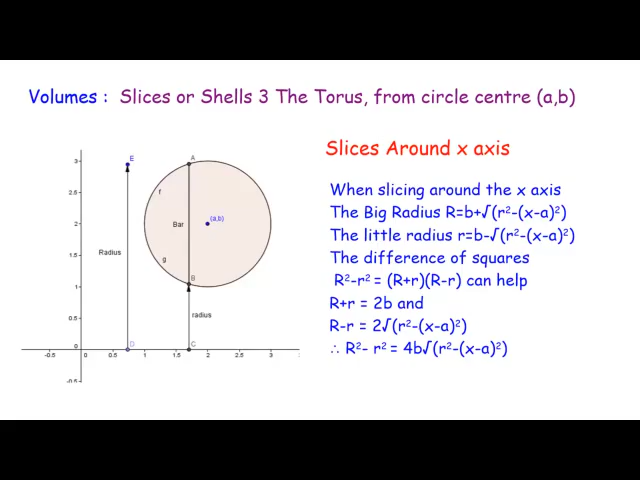 Volumes : Slices or Shells 3 The Torus, from circle centre (a,b)
Slices Around x axis
When slicing around the x axis
The Big Radius R=b+√(r²-(x-a)²)
The little radius r=b-√(r²-(x-a)²)
The difference of squares
R²-r² = (R+r)(R-r) can help
R+r = 2b and
R-r = 2√(r²-(x-a)²)
∴ R²- r² = 4b√(r²-(x-a)²)
E
A
3
2.5
f
(a,b)
2
Bar
Radius
1.5
g
B
1
radius
0.5
0
D
C
-0.5
0
0.5
1
1.5
2
2.5
3
-0.5